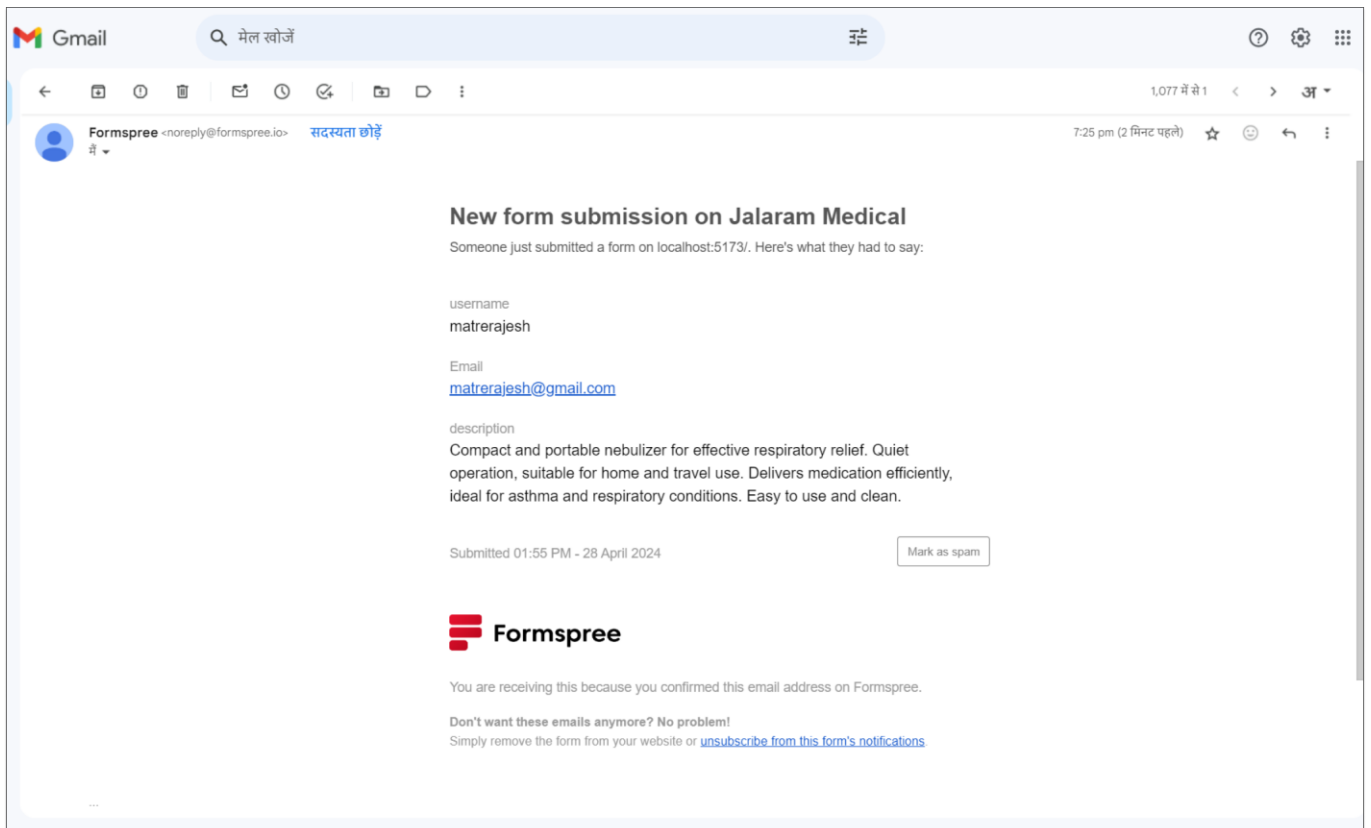 Gmail
मेल खोजें
1,077 में से 1
अ
Formspree <noreply@formspree.io> सदस्यता छोड़ें
7:25 pm (2 मिनट पहले)
में
New form submission on Jalaram Medical
Someone just submitted a form on localhost:5173/. Here's what they had to say:
username
matrerajesh
Email
matrerajesh@gmail.com
description
Compact and portable nebulizer for effective respiratory relief. Quiet
operation, suitable for home and travel use. Delivers medication efficiently,
ideal for asthma and respiratory conditions. Easy to use and clean.
Submitted 01:55 PM - 28 April 2024
Mark as spam
Formspree
You are receiving this because you confirmed this email address on Formspree.
Don't want these emails anymore? No problem!
Simply remove the form from your website or unsubscribe from this form's notifications.
...